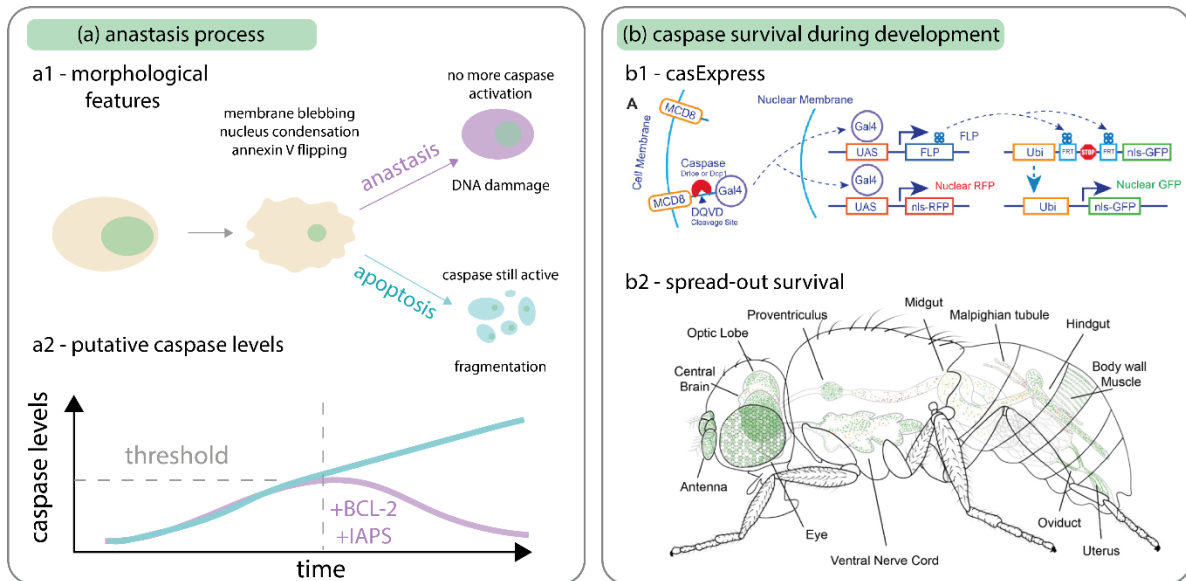 (a) anastasis process
a1 - morphological
features
membrane blebbing
nucleus condensation
annexin V flipping
no more caspase
activation
anastasis
DNA dammage
apoptosis
caspase still active
fragmentation
a2 - putative caspase levels
caspase levels
threshold
+BCL-2
+IAPS
time
(b) caspase survival during development
b1 - casExpress
A
Cell Membrane
MCD8
Nuclear Membrane
Caspase
DrIce or Dcp1
MCD8
Gal4
DQVD
Cleavage Site
Gal4
FLP
UAS
FLP
Gal4
Nuclear RFP
UAS
nls-RFP
Ubi
FRT
STOP
FRT
nls-GFP
Nuclear GFP
Ubi
nls-GFP
b2 - spread-out survival
Proventriculus
Optic Lobe
Central
Brain
Midgut
Malpighian tubule
Hindgut
Body wall
Muscle
Antenna
Eye
Ventral Nerve Cord
Oviduct
Uterus